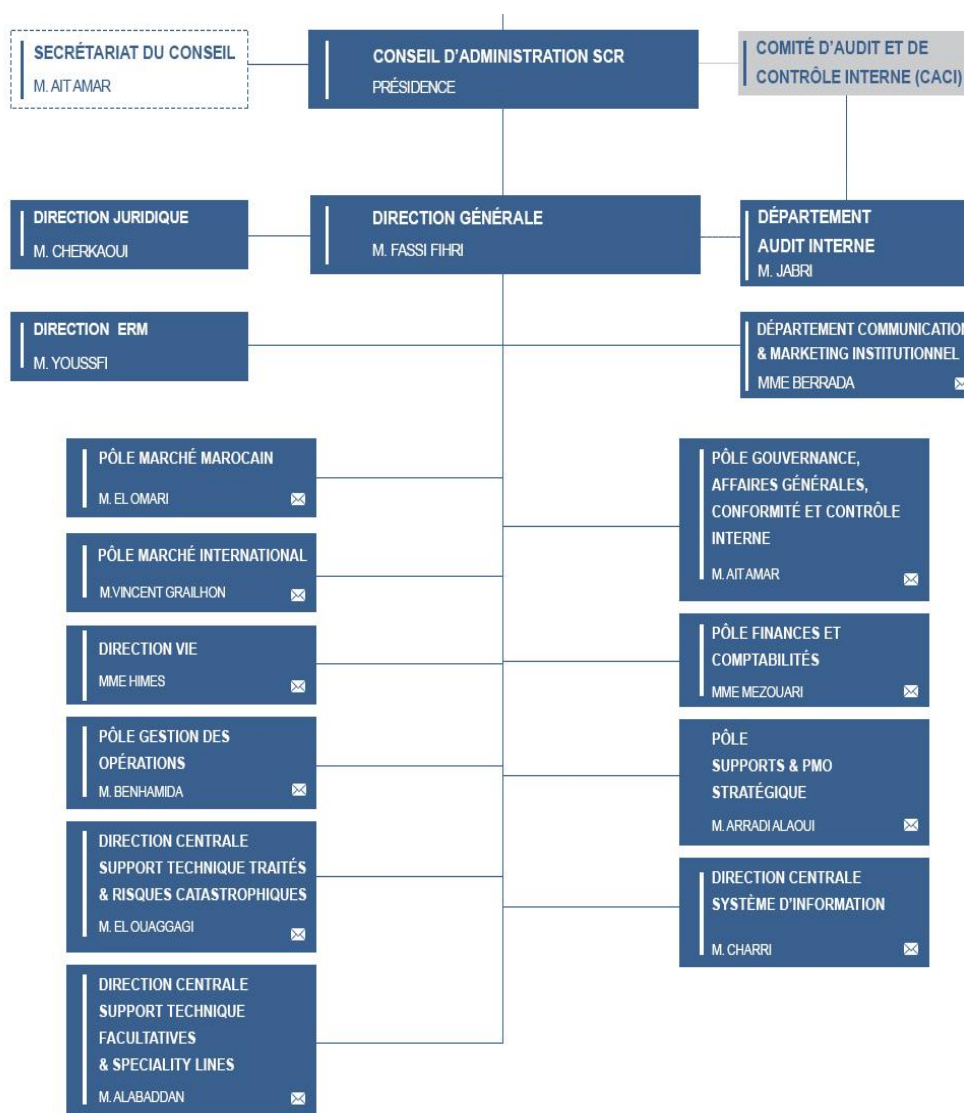 SECRÉTARIAT DU CONSEIL
M. AIT AMAR
CONSEIL D'ADMINISTRATION SCR
PRÉSIDENCE
COMITÉ D'AUDIT ET DE
CONTRÔLE INTERNE (CACI)
DIRECTION JURIDIQUE
M. CHERKAOUI
DIRECTION GÉNÉRALE
M. FASSI FIHRI
DÉPARTEMENT
AUDIT INTERNE
M. JABRI
DIRECTION ERM
M. YOUSSFI
DÉPARTEMENT COMMUNICATION
& MARKETING INSTITUTIONNEL
MME BERRADA
PÔLE MARCHÉ MAROCAIN
M. EL OMARI
PÔLE MARCHÉ INTERNATIONAL
M.VINCENT GRAILHON
DIRECTION VIE
MME HIMES
PÔLE GESTION DES
OPÉRATIONS
M. BENHAMIDA
DIRECTION CENTRALE
SUPPORT TECHNIQUE TRAITÉS
& RISQUES CATASTROPHIQUES
M. EL OUAGGAGI
DIRECTION CENTRALE
SUPPORT TECHNIQUE
FACULTATIVES
& SPECIALITY LINES
M. ALABADDAN
PÔLE GOUVERNANCE,
AFFAIRES GÉNÉRALES,
CONFORMITÉ ET CONTRÔLE
INTERNE
M. AIT AMAR
PÔLE FINANCES ET
COMPTABILITÉS
MME MEZOUARI
PÔLE
SUPPORTS & PMO
STRATÉGIQUE
M. ARRADI ALAOUI
DIRECTION CENTRALE
SYSTÈME D'INFORMATION
M. CHARRI